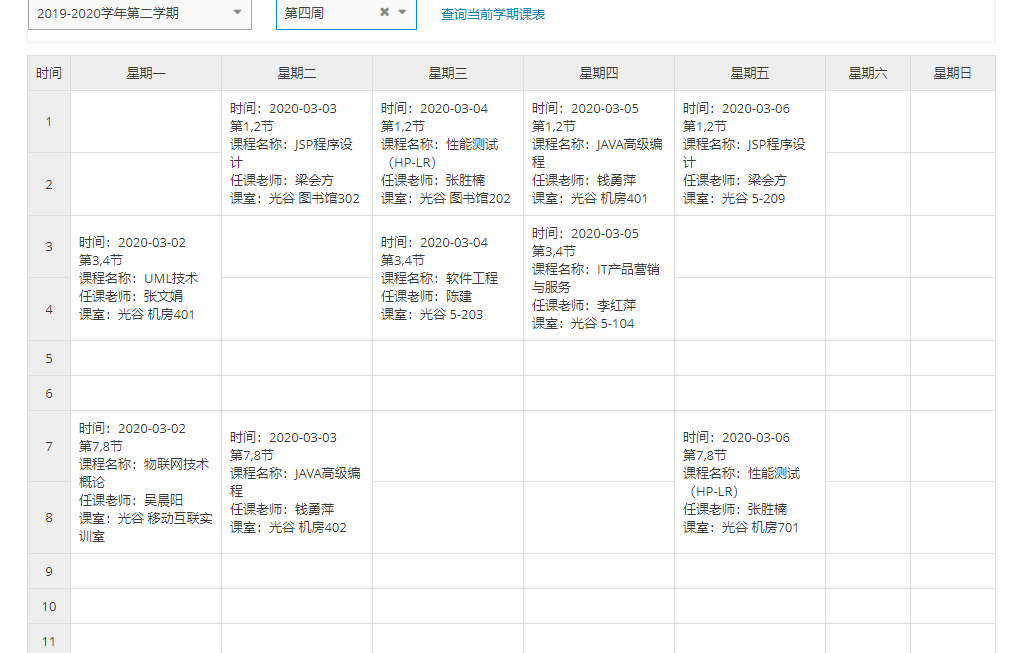 2019-2020学年第二学期 第四周 查询当前学期课表
时间 星期一 星期二 星期三 星期四 星期五 星期六 星期日
1
2
时间：2020-03-03
第1,2节
课程名称：JSP程序设
计
任课老师：梁会方
课室：光谷 图书馆302
时间：2020-03-04
第1,2节
课程名称：性能测试
（HP-LR）
任课老师：张胜楠
课室：光谷 图书馆202
时间：2020-03-05
第1,2节
课程名称：JAVA高级编
程
任课老师：钱勇萍
课室：光谷 机房401
时间：2020-03-06
第1,2节
课程名称：JSP程序设
计
任课老师：梁会方
课室：光谷 5-209
3
4
时间：2020-03-02
第3,4节
课程名称：UML技术
任课老师：张文娟
课室：光谷 机房401
时间：2020-03-04
第3,4节
课程名称：软件工程
任课老师：陈建
课室：光谷 5-203
时间：2020-03-05
第3,4节
课程名称：IT产品营销
与服务
任课老师：李红萍
课室：光谷 5-104
5
6
7
8
时间：2020-03-02
第7,8节
课程名称：物联网技术
概论
任课老师：吴晨阳
课室：光谷 移动互联实
训室
时间：2020-03-03
第7,8节
课程名称：JAVA高级编
程
任课老师：钱勇萍
课室：光谷 机房402
时间：2020-03-06
第7,8节
课程名称：性能测试
（HP-LR）
任课老师：张胜楠
课室：光谷 机房701
9
10
11